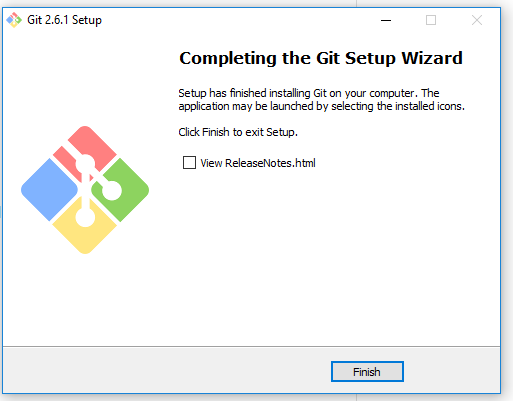 Git 2.6.1 Setup
Completing the Git Setup Wizard
Setup has finished installing Git on your computer. The
application may be launched by selecting the installed icons.
Click Finish to exit Setup.
View ReleaseNotes.html
Finish